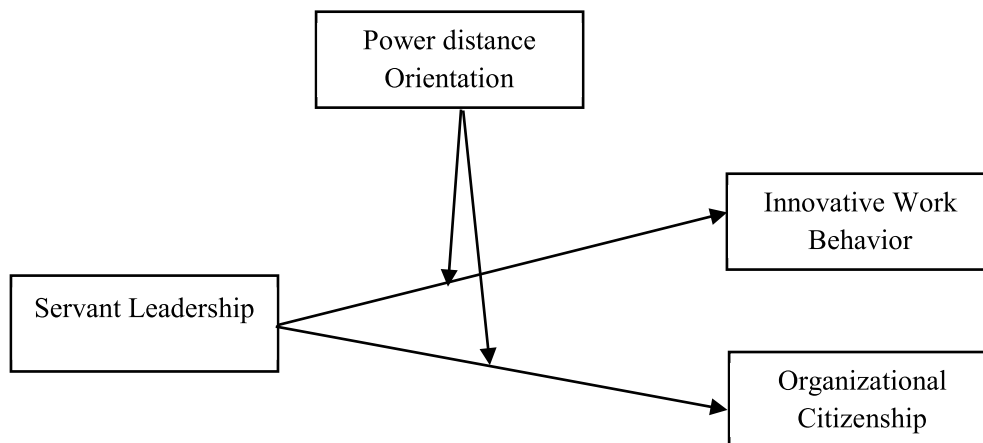 Power distance
Orientation
Innovative Work
Behavior
Servant Leadership
Organizational
Citizenship